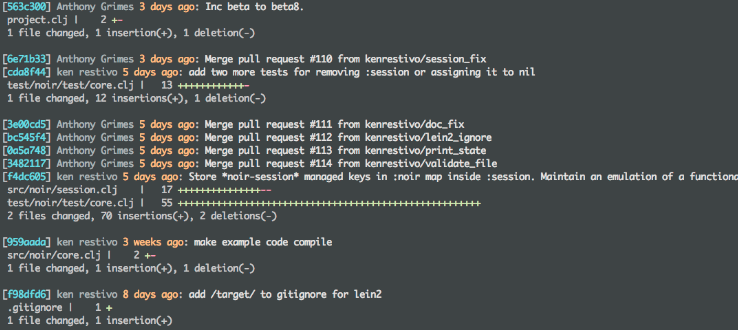 [563c300] Anthony Grimes 3 days ago: Inc beta to beta8.
project.clj | 2 +-
1 file changed, 1 insertion(+), 1 deletion(-)
[6e71b33] Anthony Grimes 3 days ago: Merge pull request #110 from kenrestivo/session_fix
[cda8f44] ken restivo 5 days ago: add two more tests for removing :session or assigning it to nil
test/noir/test/core.clj | 13 ++++++++++++-
1 file changed, 12 insertions(+), 1 deletion(-)
[3e00cd5] Anthony Grimes 5 days ago: Merge pull request #111 from kenrestivo/doc_fix
[bc545f4] Anthony Grimes 5 days ago: Merge pull request #112 from kenrestivo/lein2_ignore
[0a5a748] Anthony Grimes 5 days ago: Merge pull request #113 from kenrestivo/print_state
[3482117] Anthony Grimes 5 days ago: Merge pull request #114 from kenrestivo/validate_file
[f4dc605] ken restivo 5 days ago: Store *noir-session* managed keys in :noir map inside :session. Maintain an emulation of a functiona
src/noir/session.clj | 17 +++++++++++++++--
test/noir/test/core.clj | 55 +++++++++++++++++++++++++++++++++++++++++++++++++++++++
2 files changed, 70 insertions(+), 2 deletions(-)
[959aada] ken restivo 3 weeks ago: make example code compile
src/noir/core.clj | 2 +-
1 file changed, 1 insertion(+), 1 deletion(-)
[f98dfd6] ken restivo 8 days ago: add /target/ to gitignore for lein2
.gitignore | 1 +
1 file changed, 1 insertion(+)